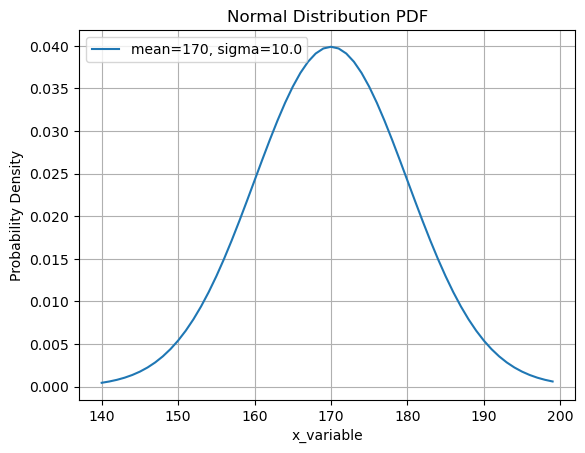 Normal Distribution PDF
mean=170, sigma=10.0
Probability Density
0.040
0.035
0.030
0.025
0.020
0.015
0.010
0.005
0.000
140 150 160 170 180 190 200
x_variable